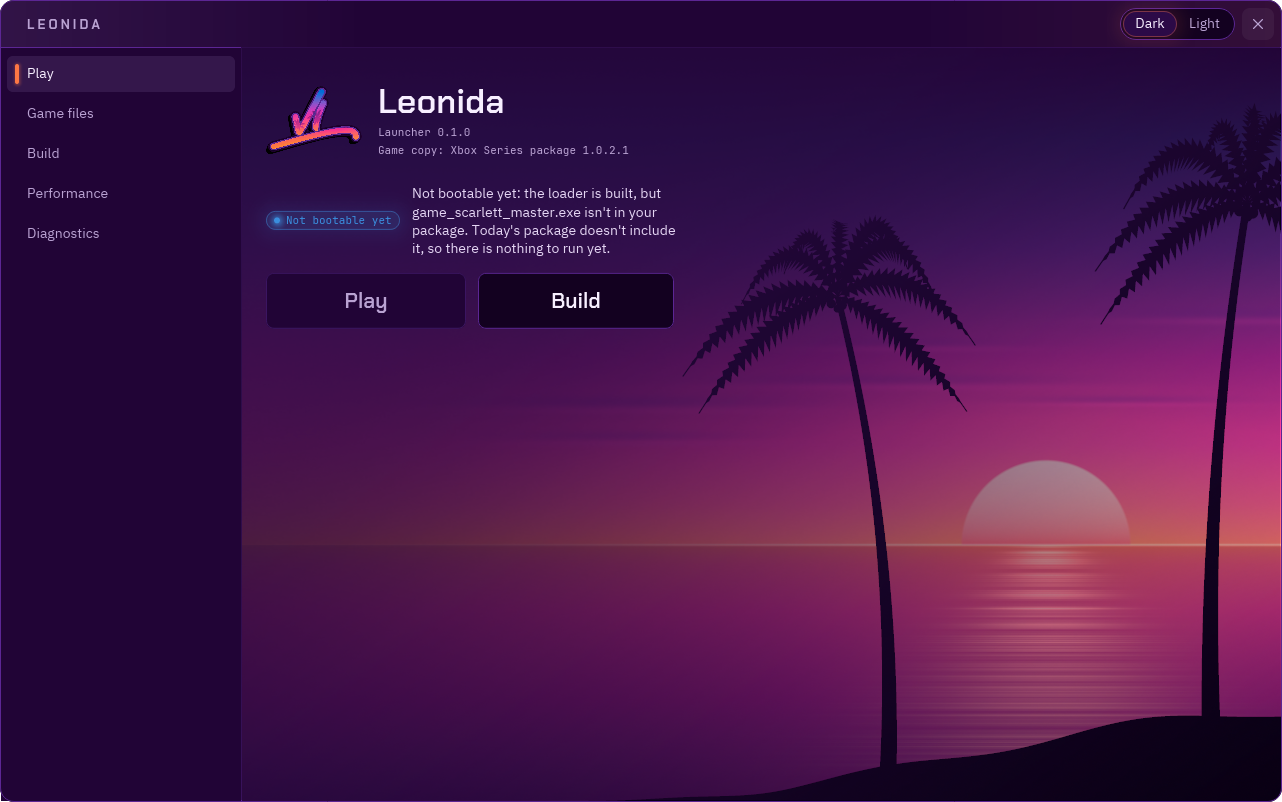 LEONIDA
Dark
Light
Play
Game files
Build
Performance
Diagnostics
Leonida
Launcher 0.1.0
Game copy: Xbox Series package 1.0.2.1
Not bootable yet
Not bootable yet: the loader is built, but
game_scarlett_master.exe isn't in your
package. Today's package doesn't include
it, so there is nothing to run yet.
Play
Build